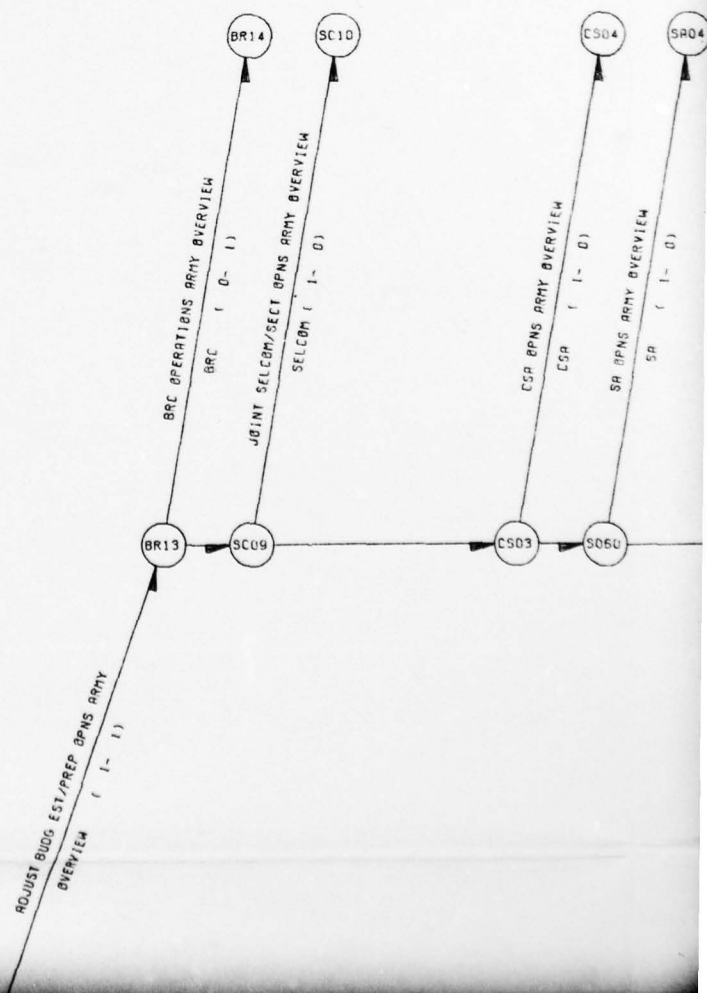 BR14
SC10
CS04
SA04
BRC OPERATIONS ARMY OVERVIEW
BRC ( 0- 1)
JOINT SELCOM/SECT OPNS ARMY OVERVIEW
SELCOM ( 1- 0)
CSA OPNS ARMY OVERVIEW
CSA ( 1- 0)
SA OPNS ARMY OVERVIEW
SA ( 1- 0)
BR13
SC09
CS03
S060
ADJUST BUDG EST/PREP OPNS ARMY
OVERVIEW ( 1- 1)